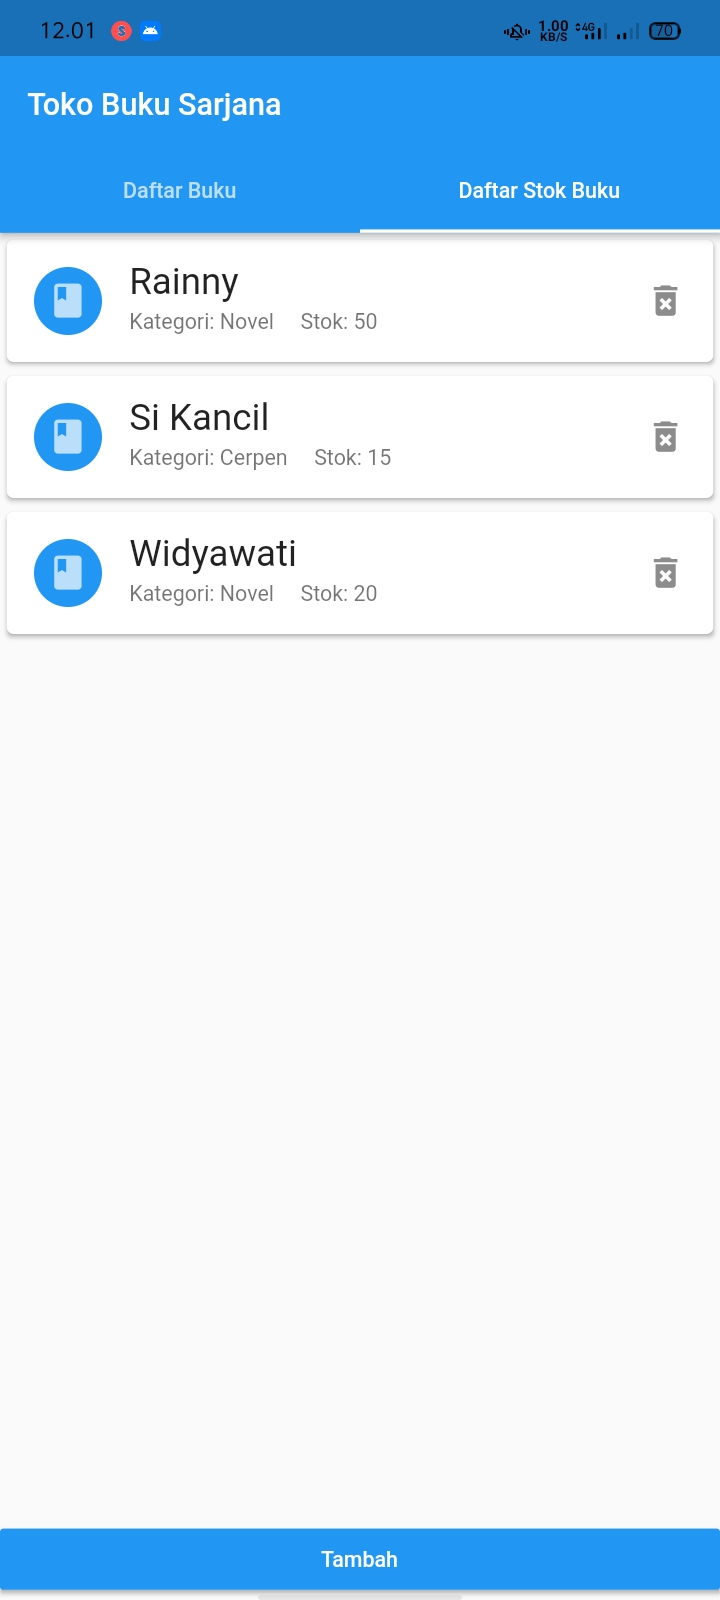 12.01
1.00
KB/S
4G
70
Toko Buku Sarjana
Daftar Buku
Daftar Stok Buku
Rainny
Kategori: Novel Stok: 50
Si Kancil
Kategori: Cerpen Stok: 15
Widyawati
Kategori: Novel Stok: 20
Tambah